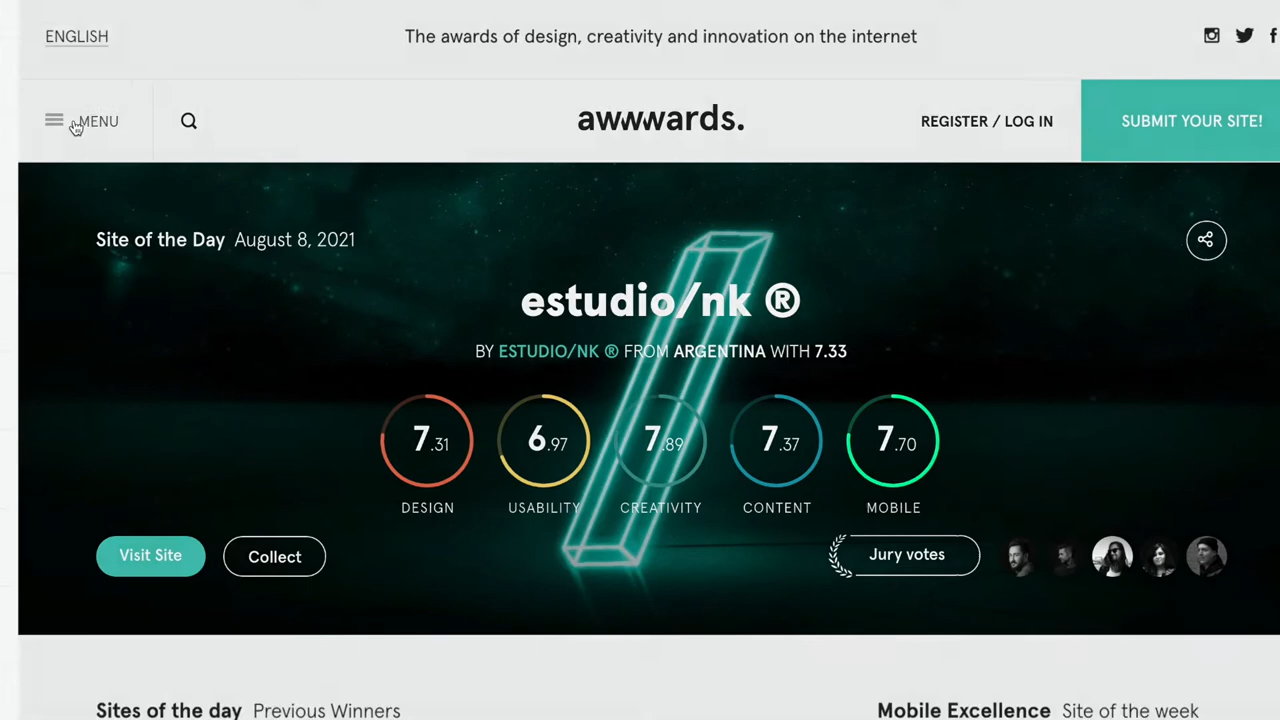 ENGLISH
The awards of design, creativity and innovation on the internet
MENU
awwwards.
REGISTER / LOG IN
SUBMIT YOUR SITE!
Site of the Day August 8, 2021
estudio/nk ®
BY ESTUDIO/NK ® FROM ARGENTINA WITH 7.33
7.31
6.97
7.89
7.37
7.70
DESIGN
USABILITY
CREATIVITY
CONTENT
MOBILE
Visit Site
Collect
Jury votes
Sites of the day Previous Winners
Mobile Excellence Site of the week